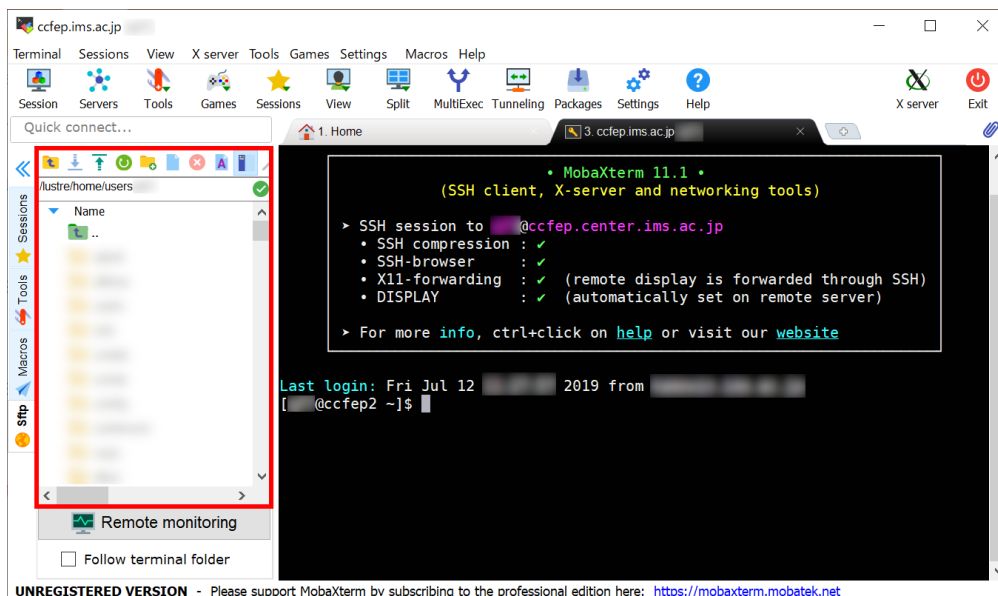 ccfep.ims.ac.jp
Terminal Sessions View X server Tools Games Settings Macros Help
Session Servers Tools Games Sessions View Split MultiExec Tunneling Packages Settings Help X server Exit
Quick connect...
1. Home
3. ccfep.ims.ac.jp
/lustre/home/users
Name
..
Sessions
Tools
Macros
Sftp
• MobaXterm 11.1 •
(SSH client, X-server and networking tools)
➤ SSH session to @ccfep.center.ims.ac.jp
• SSH compression : ✔
• SSH-browser : ✔
• X11-forwarding : ✔ (remote display is forwarded through SSH)
• DISPLAY : ✔ (automatically set on remote server)
➤ For more info, ctrl+click on help or visit our website
Last login: Fri Jul 12 2019 from
[ @ccfep2 ~]$
Remote monitoring
Follow terminal folder
UNREGISTERED VERSION - Please support MobaXterm by subscribing to the professional edition here: https://mobaxterm.mobatek.net